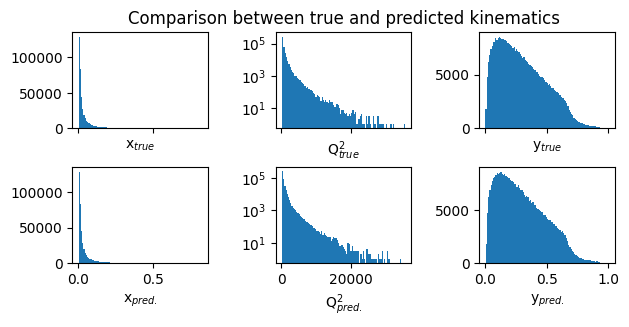 Comparison between true and predicted kinematics
100000
50000
0
x_true
10^5
10^3
10^1
Q^2_true
5000
0
y_true
100000
50000
0
0.0 0.5
x_pred.
10^5
10^3
10^1
0 20000
Q^2_pred.
5000
0
0.0 0.5 1.0
y_pred.